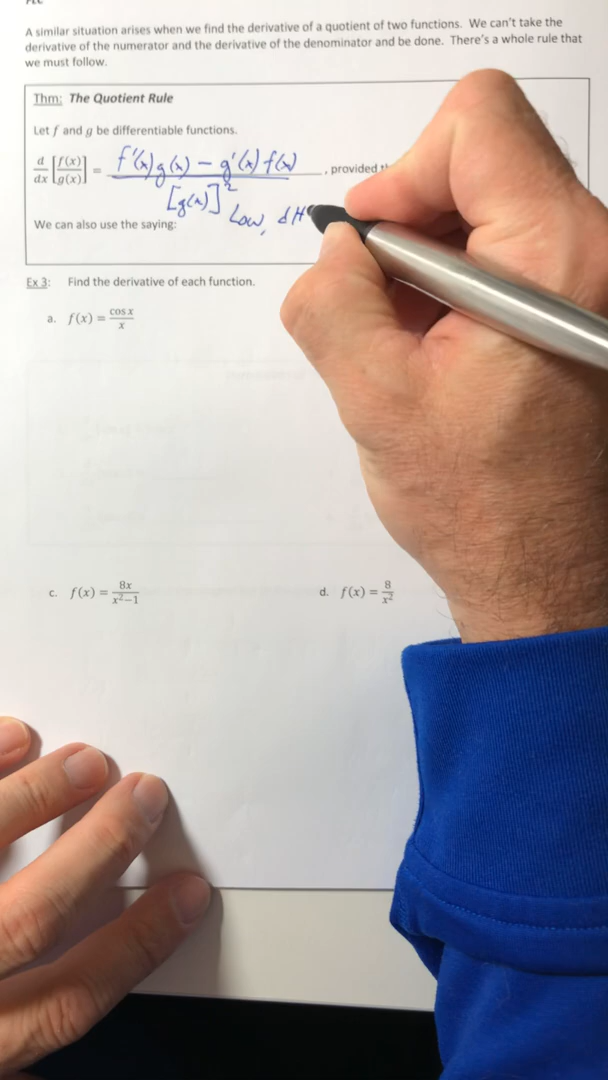 A similar situation arises when we find the derivative of a quotient of two functions. We can't take the
derivative of the numerator and the derivative of the denominator and be done. There's a whole rule that
we must follow.
Thm: The Quotient Rule
Let f and g be differentiable functions.
d/dx [f(x)/g(x)] = f'(x)g(x) − g'(x)f(x) / [g(x)]², provided
We can also use the saying: Low, dH
Ex 3: Find the derivative of each function.
a. f(x) = cos x / x
c. f(x) = 8x / x²−1
d. f(x) = 8 / x²